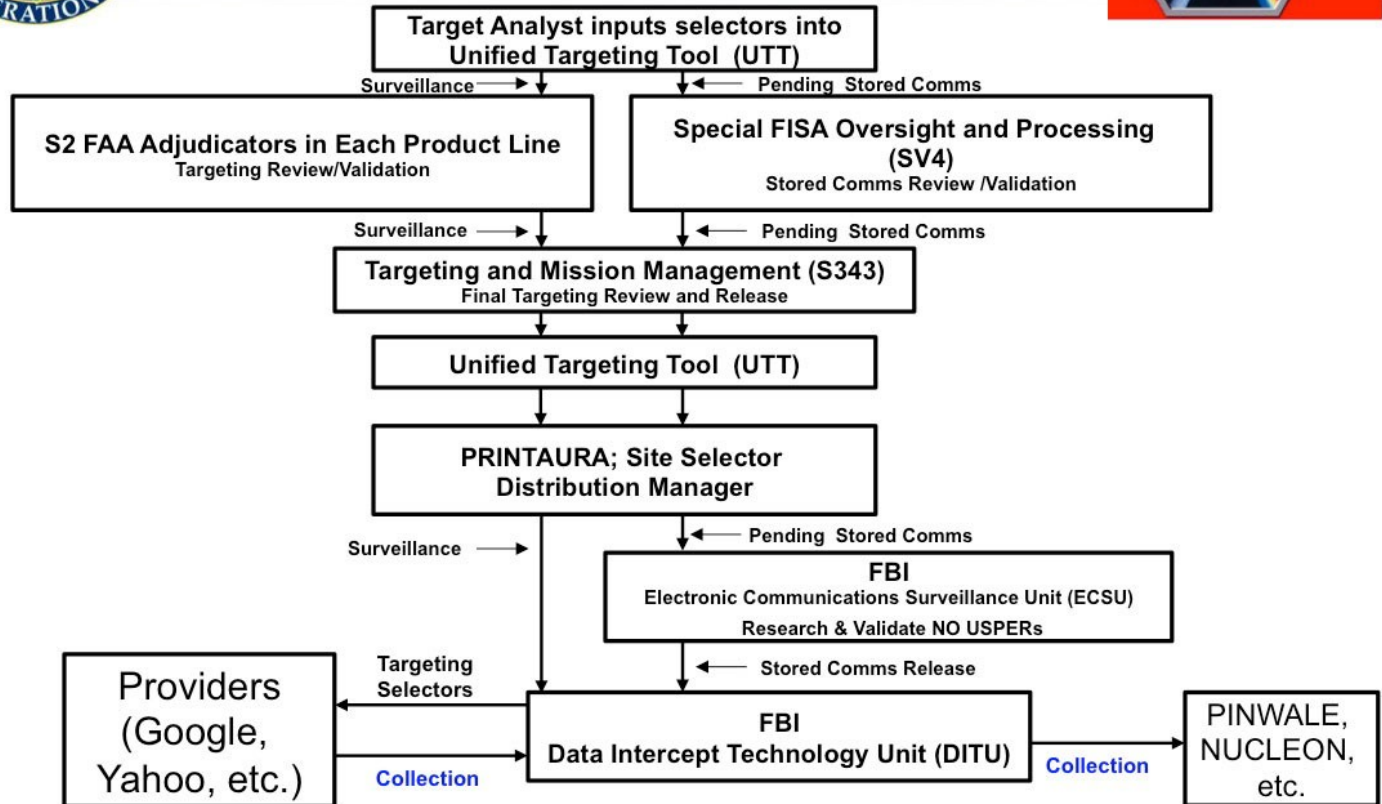 TRATION
Target Analyst inputs selectors into
Unified Targeting Tool (UTT)
Surveillance
Pending Stored Comms
S2 FAA Adjudicators in Each Product Line
Targeting Review/Validation
Special FISA Oversight and Processing
(SV4)
Stored Comms Review /Validation
Surveillance
Pending Stored Comms
Targeting and Mission Management (S343)
Final Targeting Review and Release
Unified Targeting Tool (UTT)
PRINTAURA; Site Selector
Distribution Manager
Surveillance
Pending Stored Comms
FBI
Electronic Communications Surveillance Unit (ECSU)
Research & Validate NO USPERs
Stored Comms Release
Providers
(Google,
Yahoo, etc.)
Targeting
Selectors
Collection
FBI
Data Intercept Technology Unit (DITU)
Collection
PINWALE,
NUCLEON,
etc.